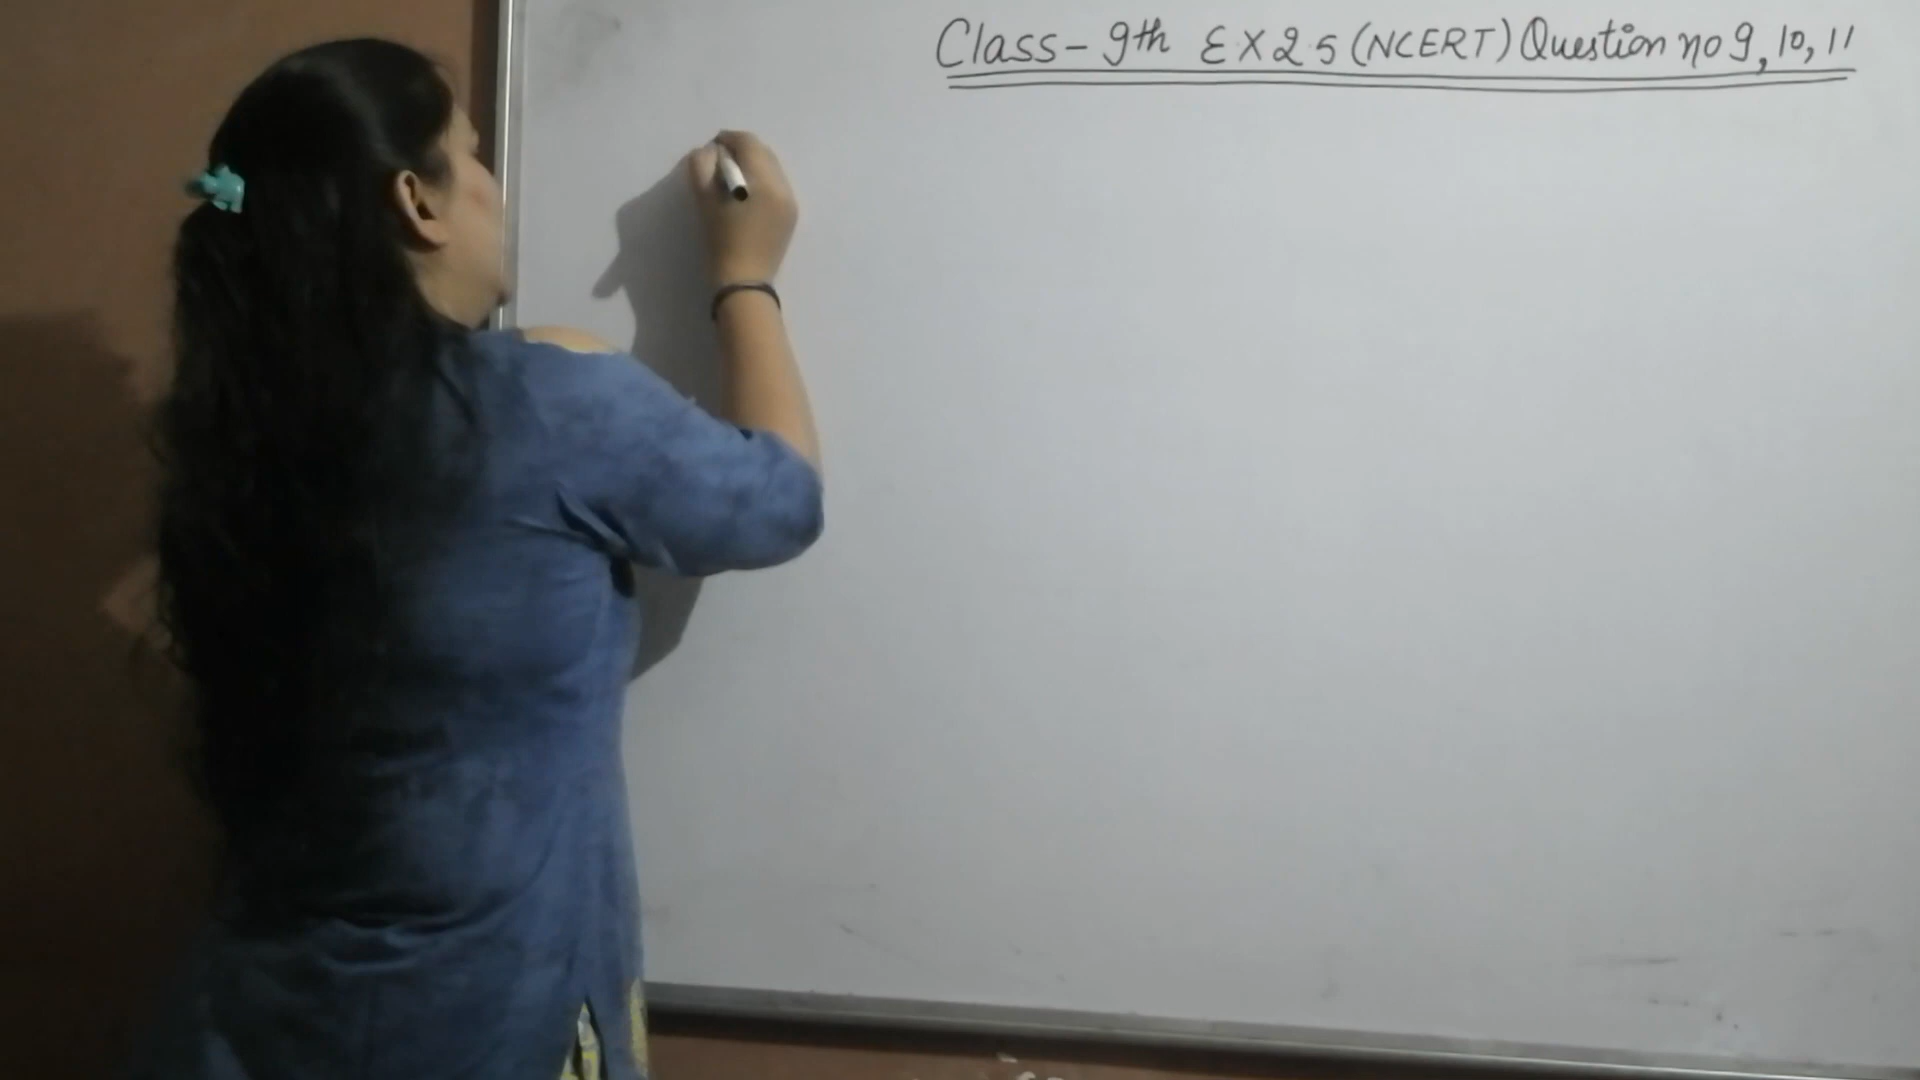 Class- 9th EX 2.5 (NCERT) Question no 9, 10, 11